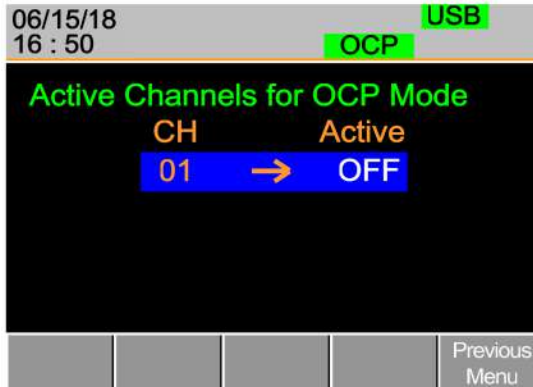 06/15/18 USB
16 : 50 OCP
Active Channels for OCP Mode
CH Active
01 → OFF
Previous
Menu